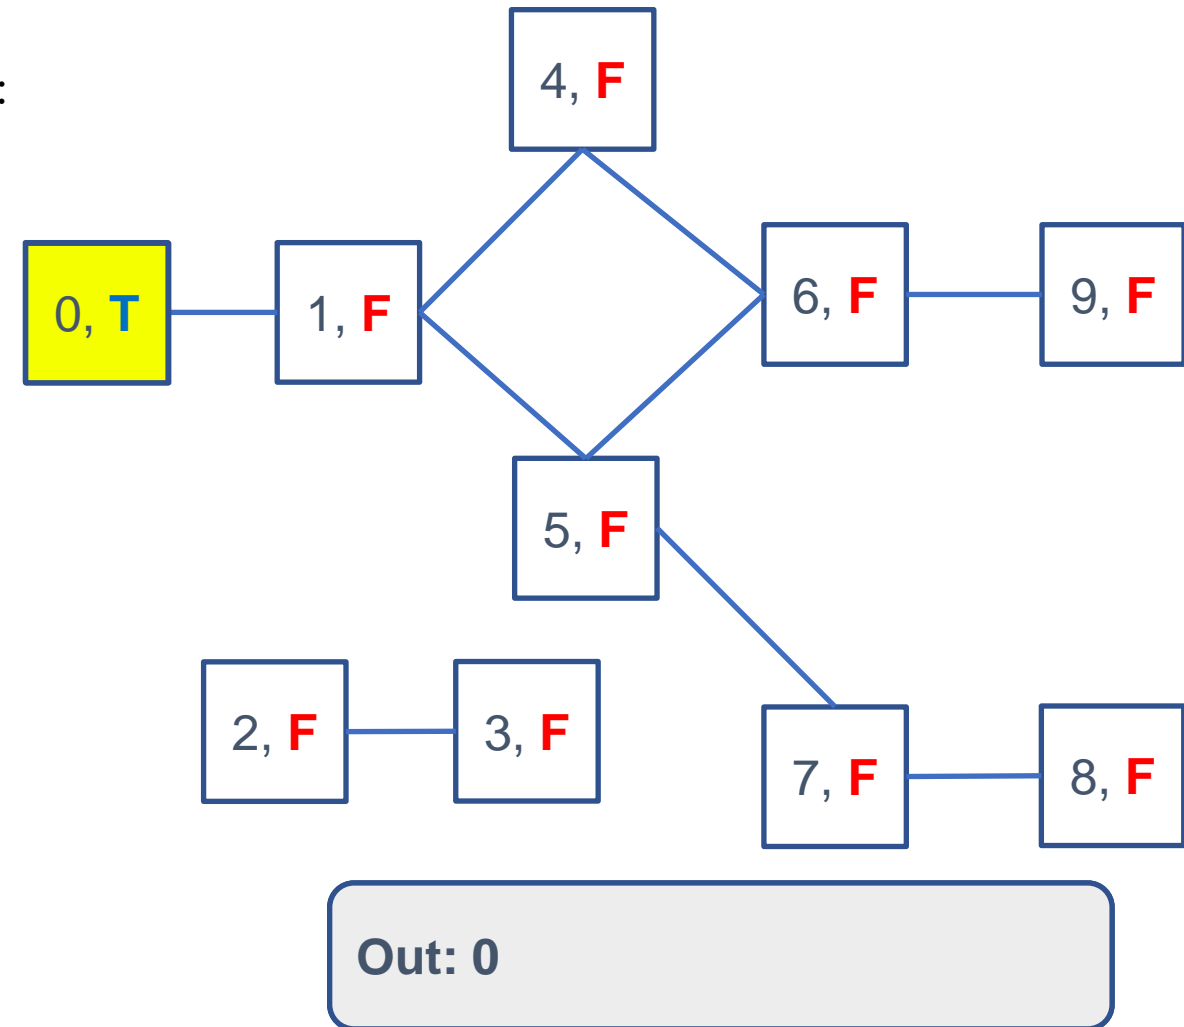 :
4, F
0, T
1, F
6, F
9, F
5, F
2, F
3, F
7, F
8, F
Out: 0